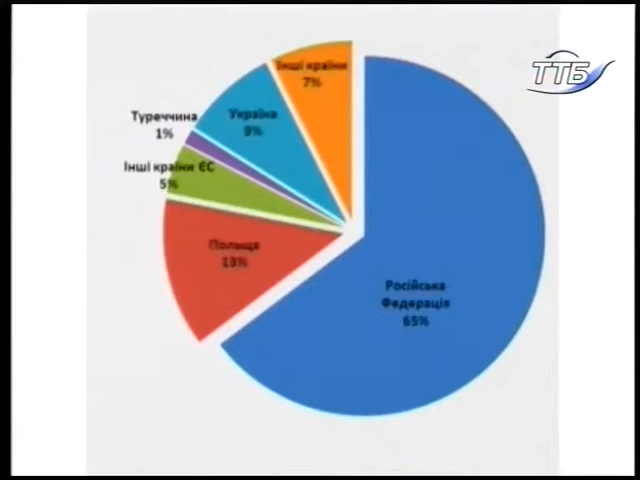 Інші країни
7%
ТТБ
Туреччина
1%
Україна
9%
Інші країни ЄС
5%
Польща
13%
Російська
Федерація
65%